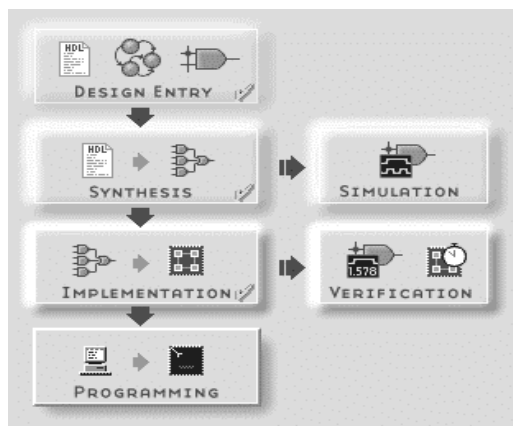 HDL
DESIGN ENTRY
HDL
SYNTHESIS
SIMULATION
IMPLEMENTATION
1.578
VERIFICATION
PROGRAMMING